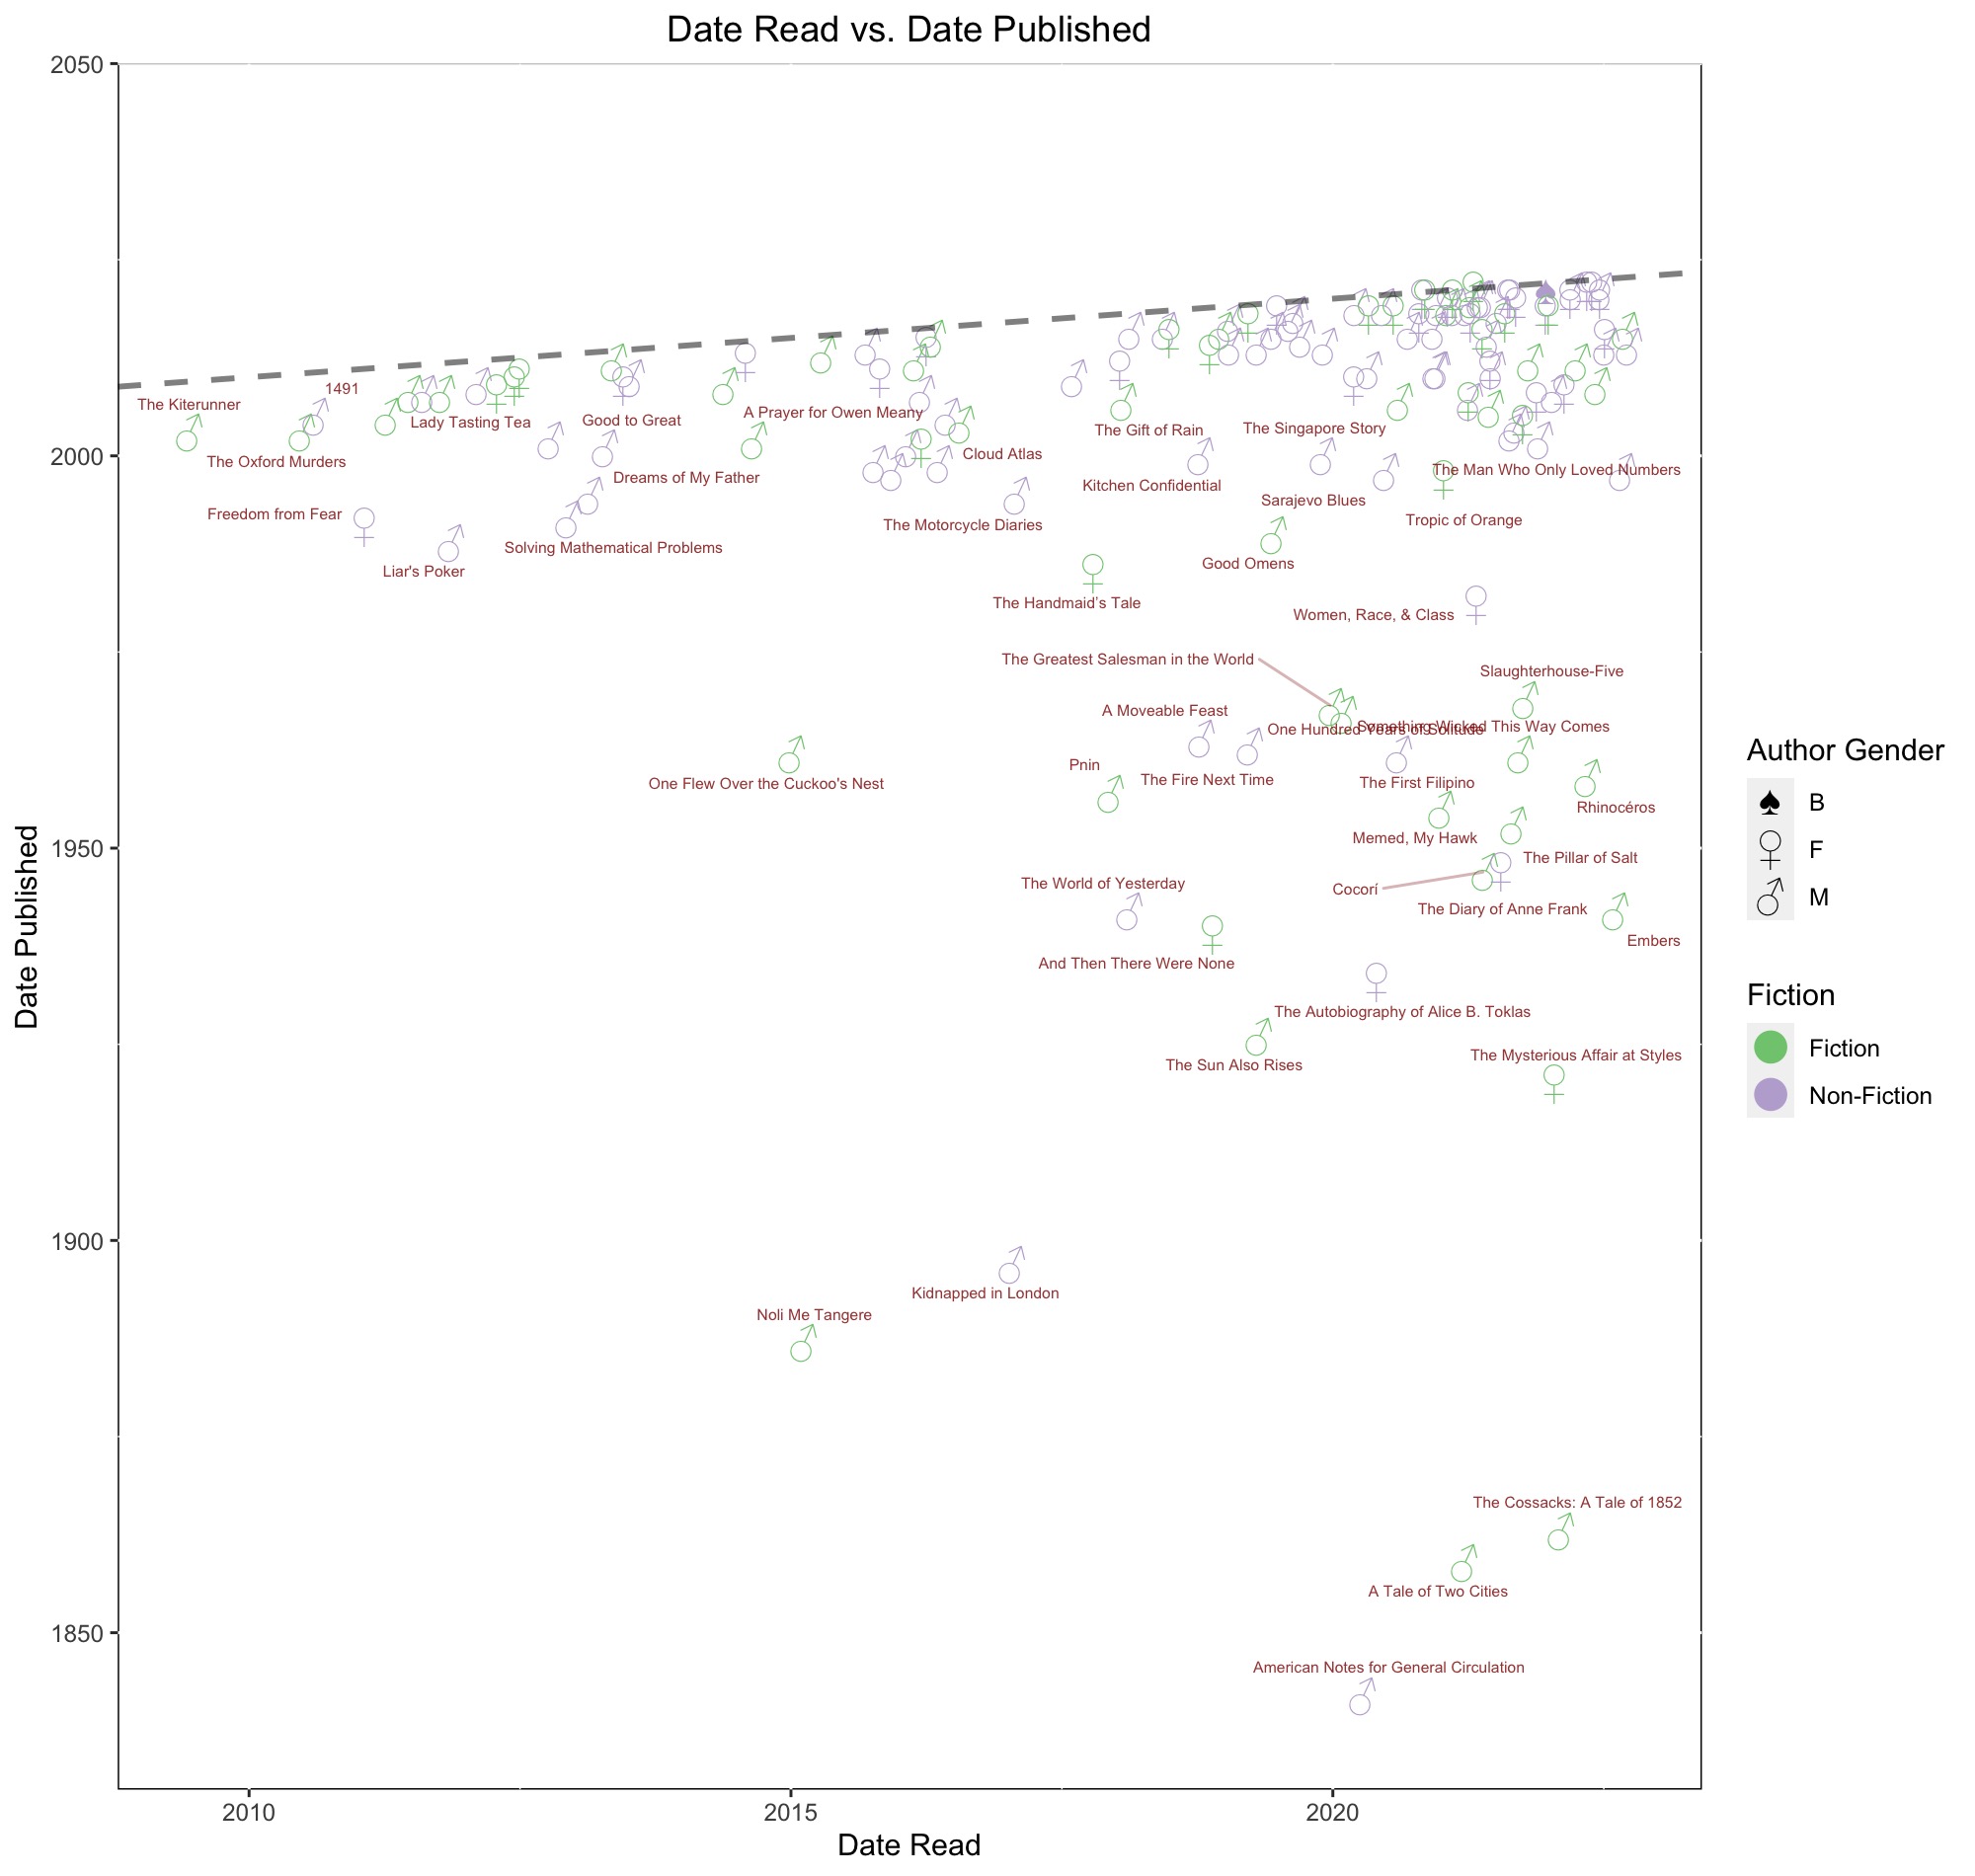 Date Read vs. Date Published
2050
2000
1950
1900
1850
Date Published
2010
2015
2020
Date Read
1491
The Kiterunner
Lady Tasting Tea
Good to Great
A Prayer for Owen Meany
The Gift of Rain
The Singapore Story
The Oxford Murders
Cloud Atlas
Dreams of My Father
The Man Who Only Loved Numbers
Kitchen Confidential
Sarajevo Blues
Freedom from Fear
The Motorcycle Diaries
Tropic of Orange
Solving Mathematical Problems
Liar's Poker
Good Omens
The Handmaid's Tale
Women, Race, & Class
The Greatest Salesman in the World
Slaughterhouse-Five
A Moveable Feast
One Hundred Years of Solitude
Something Wicked This Way Comes
Pnin
The Fire Next Time
One Flew Over the Cuckoo's Nest
The First Filipino
Rhinocéros
Memed, My Hawk
The Pillar of Salt
The World of Yesterday
Cocorí
The Diary of Anne Frank
Embers
And Then There Were None
The Autobiography of Alice B. Toklas
The Sun Also Rises
The Mysterious Affair at Styles
Kidnapped in London
Noli Me Tangere
The Cossacks: A Tale of 1852
A Tale of Two Cities
American Notes for General Circulation
Author Gender
B
F
M
Fiction
Fiction
Non-Fiction